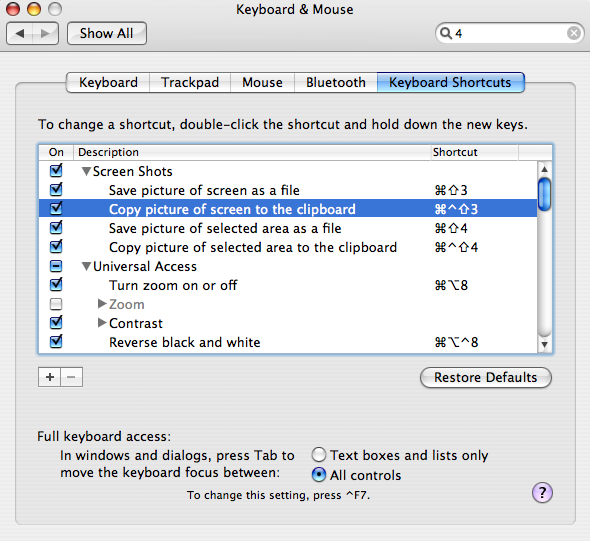 Keyboard & Mouse
Show All
4
Keyboard Trackpad Mouse Bluetooth Keyboard Shortcuts
To change a shortcut, double-click the shortcut and hold down the new keys.
On Description Shortcut
Screen Shots
Save picture of screen as a file ⌘⇧3
Copy picture of screen to the clipboard ⌘^⇧3
Save picture of selected area as a file ⌘⇧4
Copy picture of selected area to the clipboard ⌘^⇧4
Universal Access
Turn zoom on or off ⌘⌥8
Zoom
Contrast
Reverse black and white ⌘⌥^8
+ −
Restore Defaults
Full keyboard access:
In windows and dialogs, press Tab to
move the keyboard focus between:
Text boxes and lists only
All controls
To change this setting, press ^F7.
?